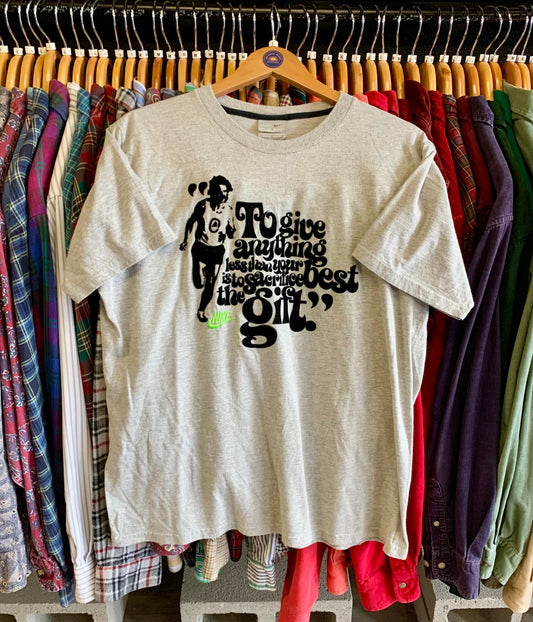 ”To give
anything
less than your
best
is to sacrifice
the gift.”
NIKE